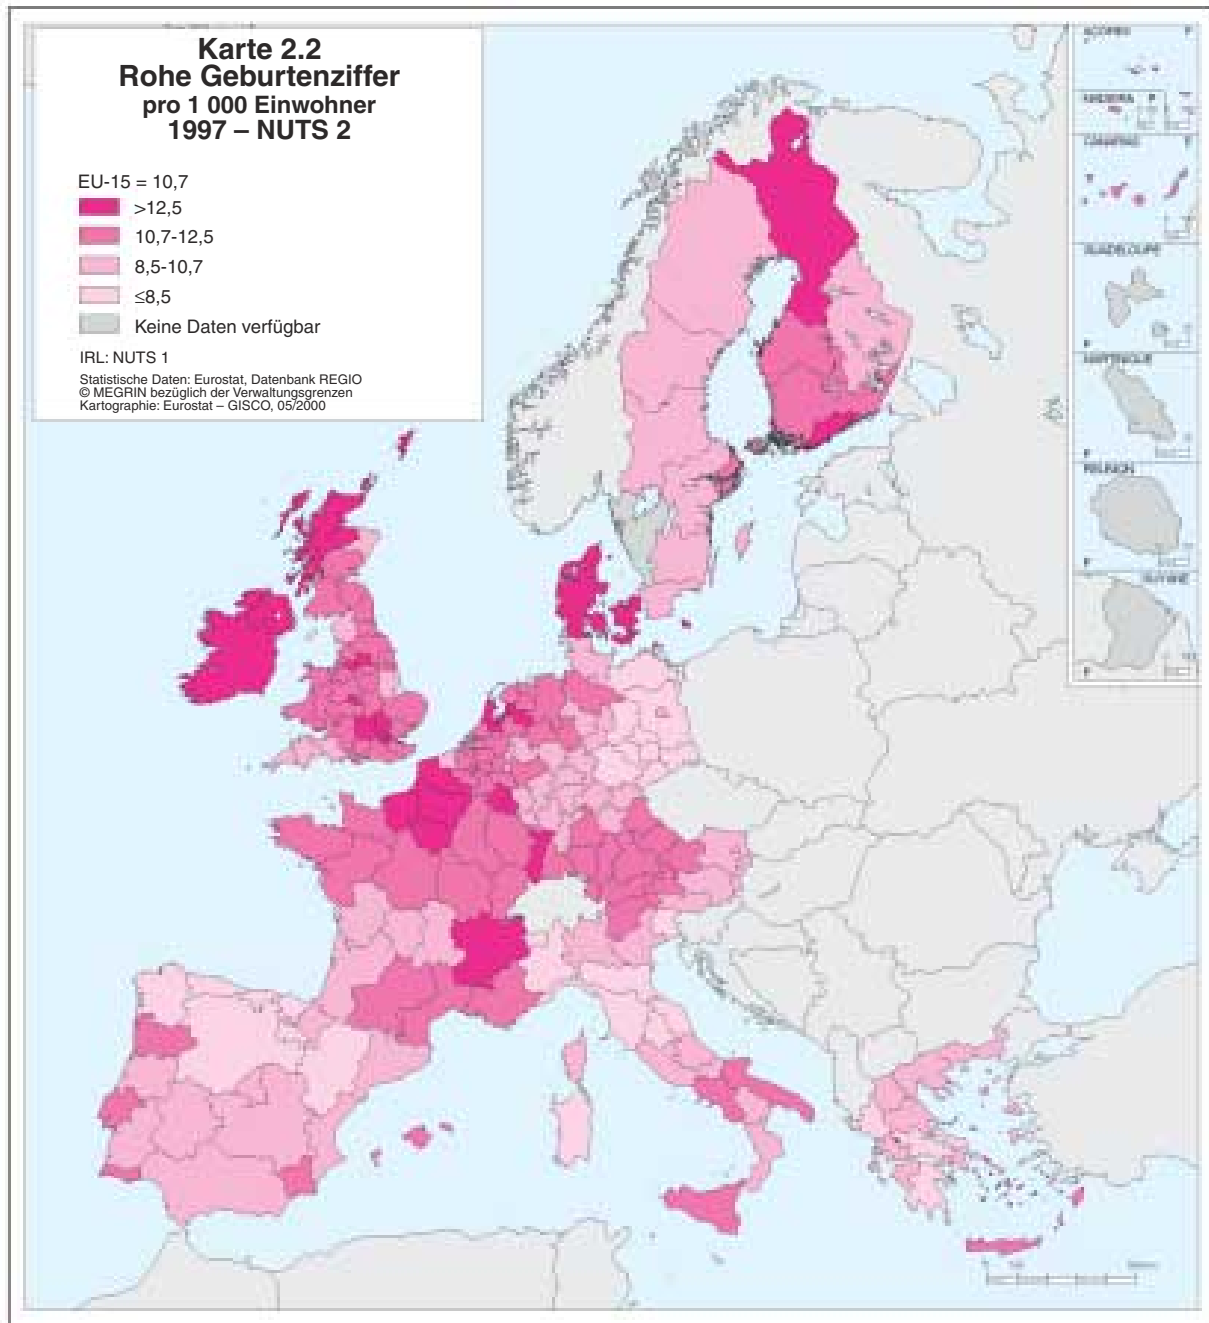 Karte 2.2
Rohe Geburtenziffer
pro 1 000 Einwohner
1997 – NUTS 2
EU-15 = 10,7
>12,5
10,7-12,5
8,5-10,7
≤8,5
Keine Daten verfügbar
IRL: NUTS 1
Statistische Daten: Eurostat, Datenbank REGIO
© MEGRIN bezüglich der Verwaltungsgrenzen
Kartographie: Eurostat – GISCO, 05/2000
AÇORES P
MADEIRA P
CANARIAS E
GUADELOUPE
F
MARTINIQUE
F
REUNION
F
GUYANE
F